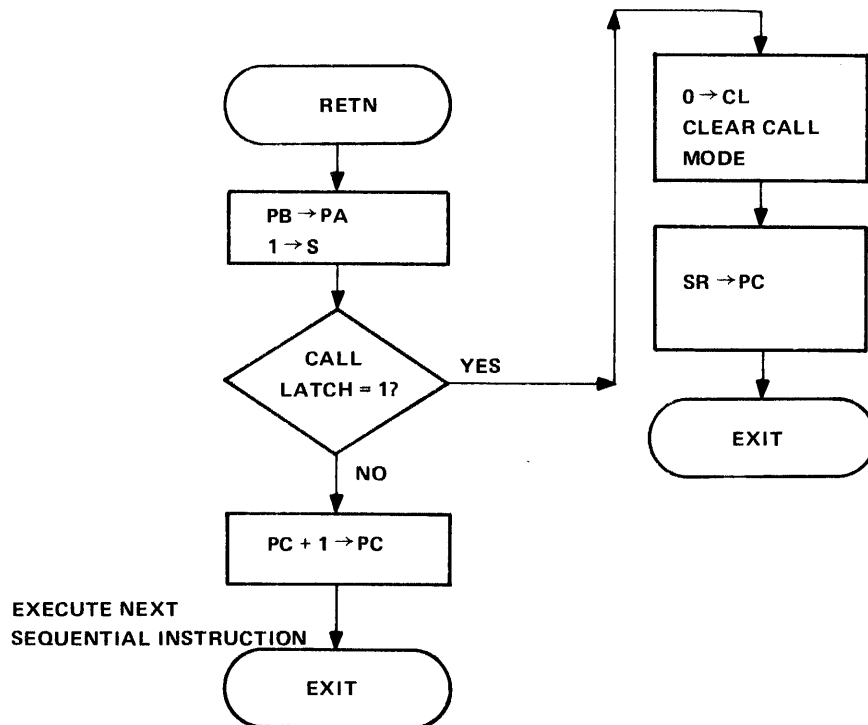 RETN
PB → PA
1 → S
CALL
LATCH = 1?
YES
NO
PC + 1 → PC
EXECUTE NEXT
SEQUENTIAL INSTRUCTION
EXIT
0 → CL
CLEAR CALL
MODE
SR → PC
EXIT